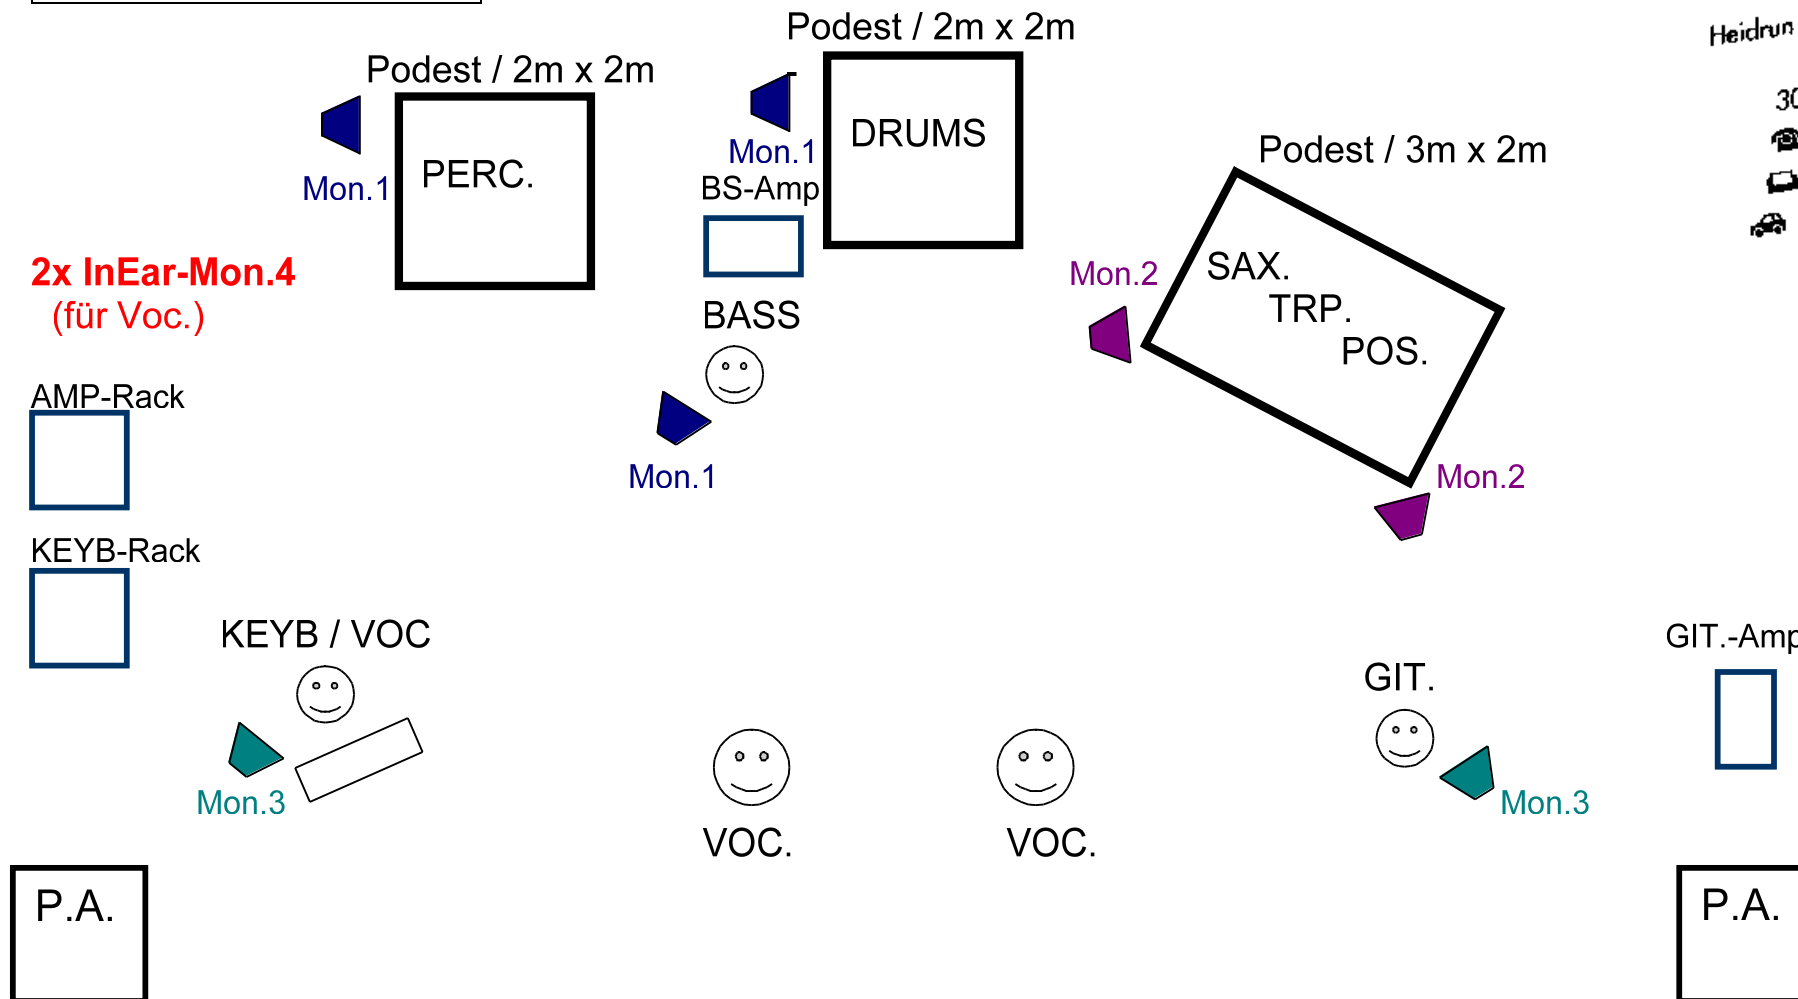 Podest / 2m x 2m
Heidrun
Podest / 2m x 2m
Mon.1
DRUMS
Podest / 3m x 2m
Mon.1
PERC.
BS-Amp
2x InEar-Mon.4
(für Voc.)
Mon.2
SAX.
TRP.
POS.
BASS
AMP-Rack
Mon.1
Mon.2
KEYB-Rack
KEYB / VOC
GIT.
GIT.-Amp
Mon.3
Mon.3
VOC.
VOC.
P.A.
P.A.